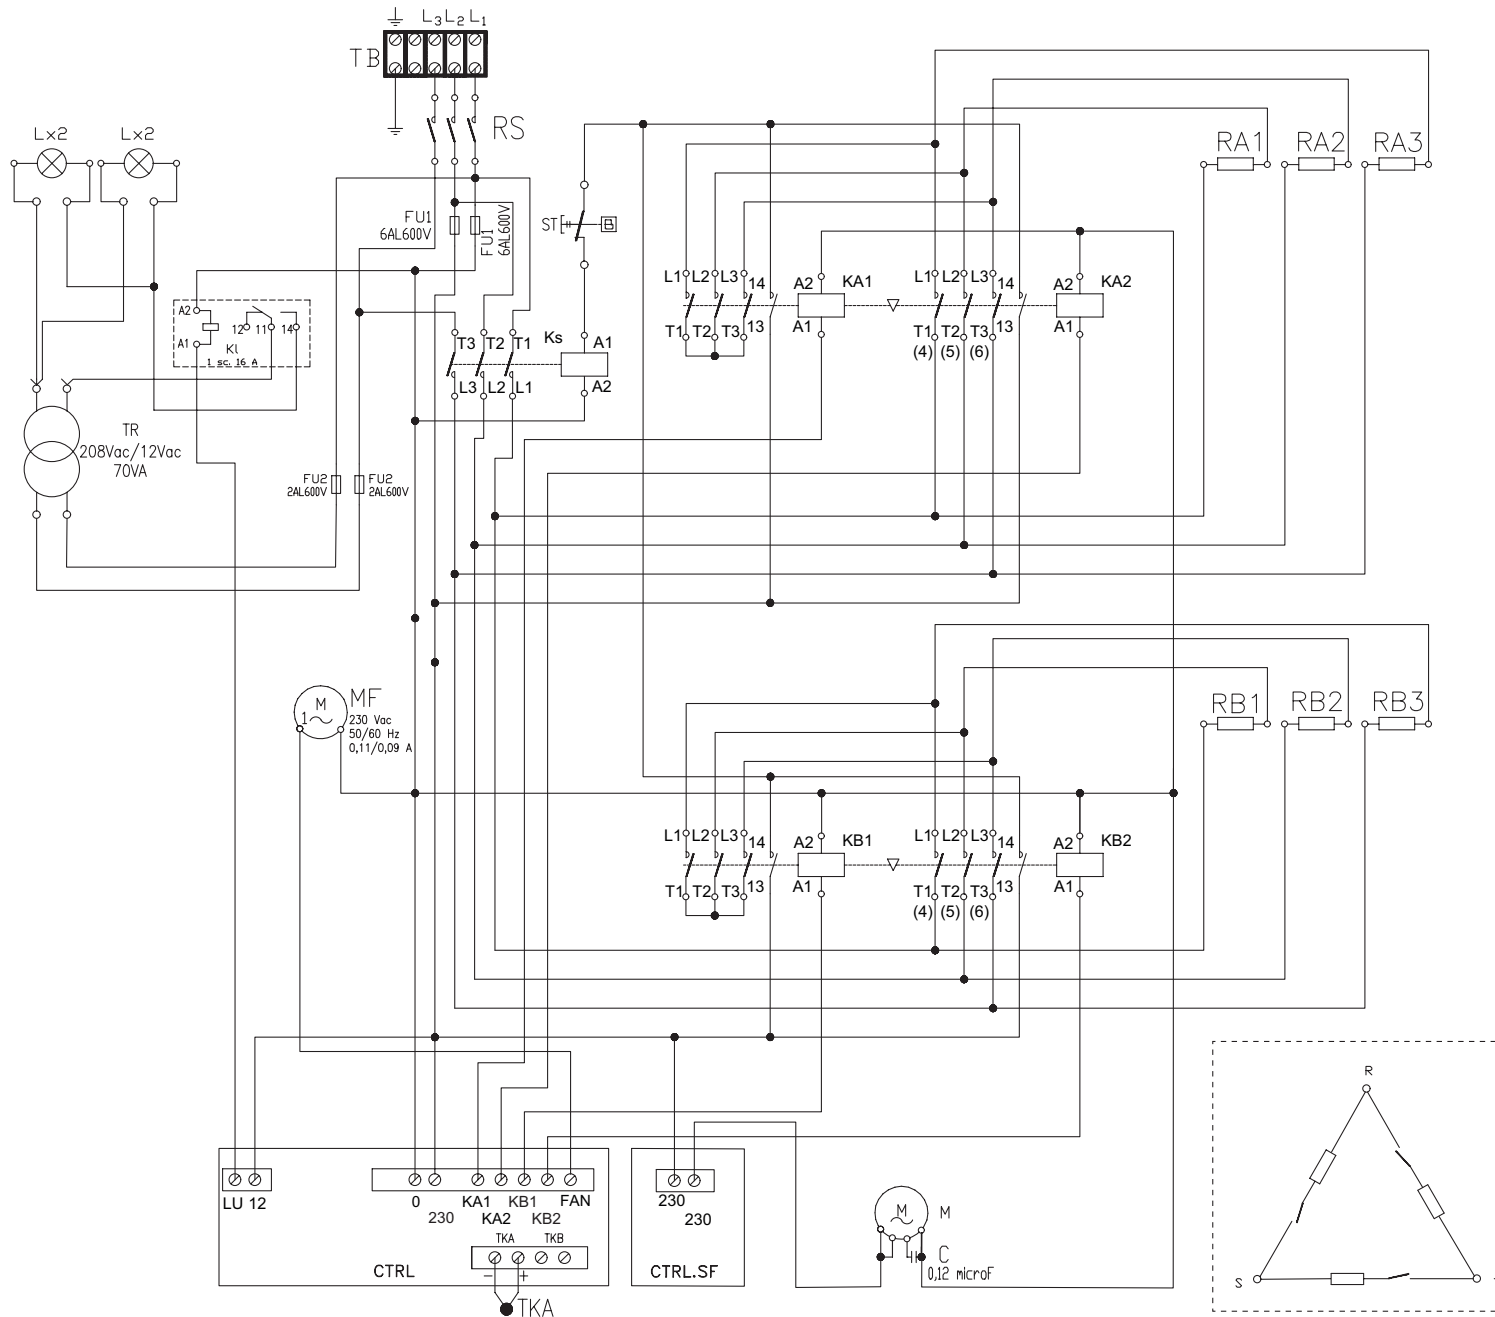 L3 L2 L1
TB
RS
Lx2 Lx2
RA1 RA2 RA3
FU1
6AL600V
FU1
6AL600V
ST
L1 L2 L3 14 A2 KA1 L1 L2 L3 14 A2 KA2
T1 T2 T3 13 A1 T1 T2 T3 13 A1
(4) (5) (6)
A2
12 11 14
A1 Kl
1 sc. 16 A
T3 T2 T1 Ks A1
L3 L2 L1 A2
TR
208Vac/12Vac
70VA
FU2
2AL600V
FU2
2AL600V
M
1
MF
230 Vac
50/60 Hz
0,11/0,09 A
RB1 RB2 RB3
L1 L2 L3 14 A2 KB1 L1 L2 L3 14 A2 KB2
T1 T2 T3 13 A1 T1 T2 T3 13 A1
(4) (5) (6)
LU 12
0 KA1 KB1 FAN
230 KA2 KB2
TKA TKB
- +
CTRL
TKA
230
230
CTRL.SF
M M
C
0,12 microF
R
S